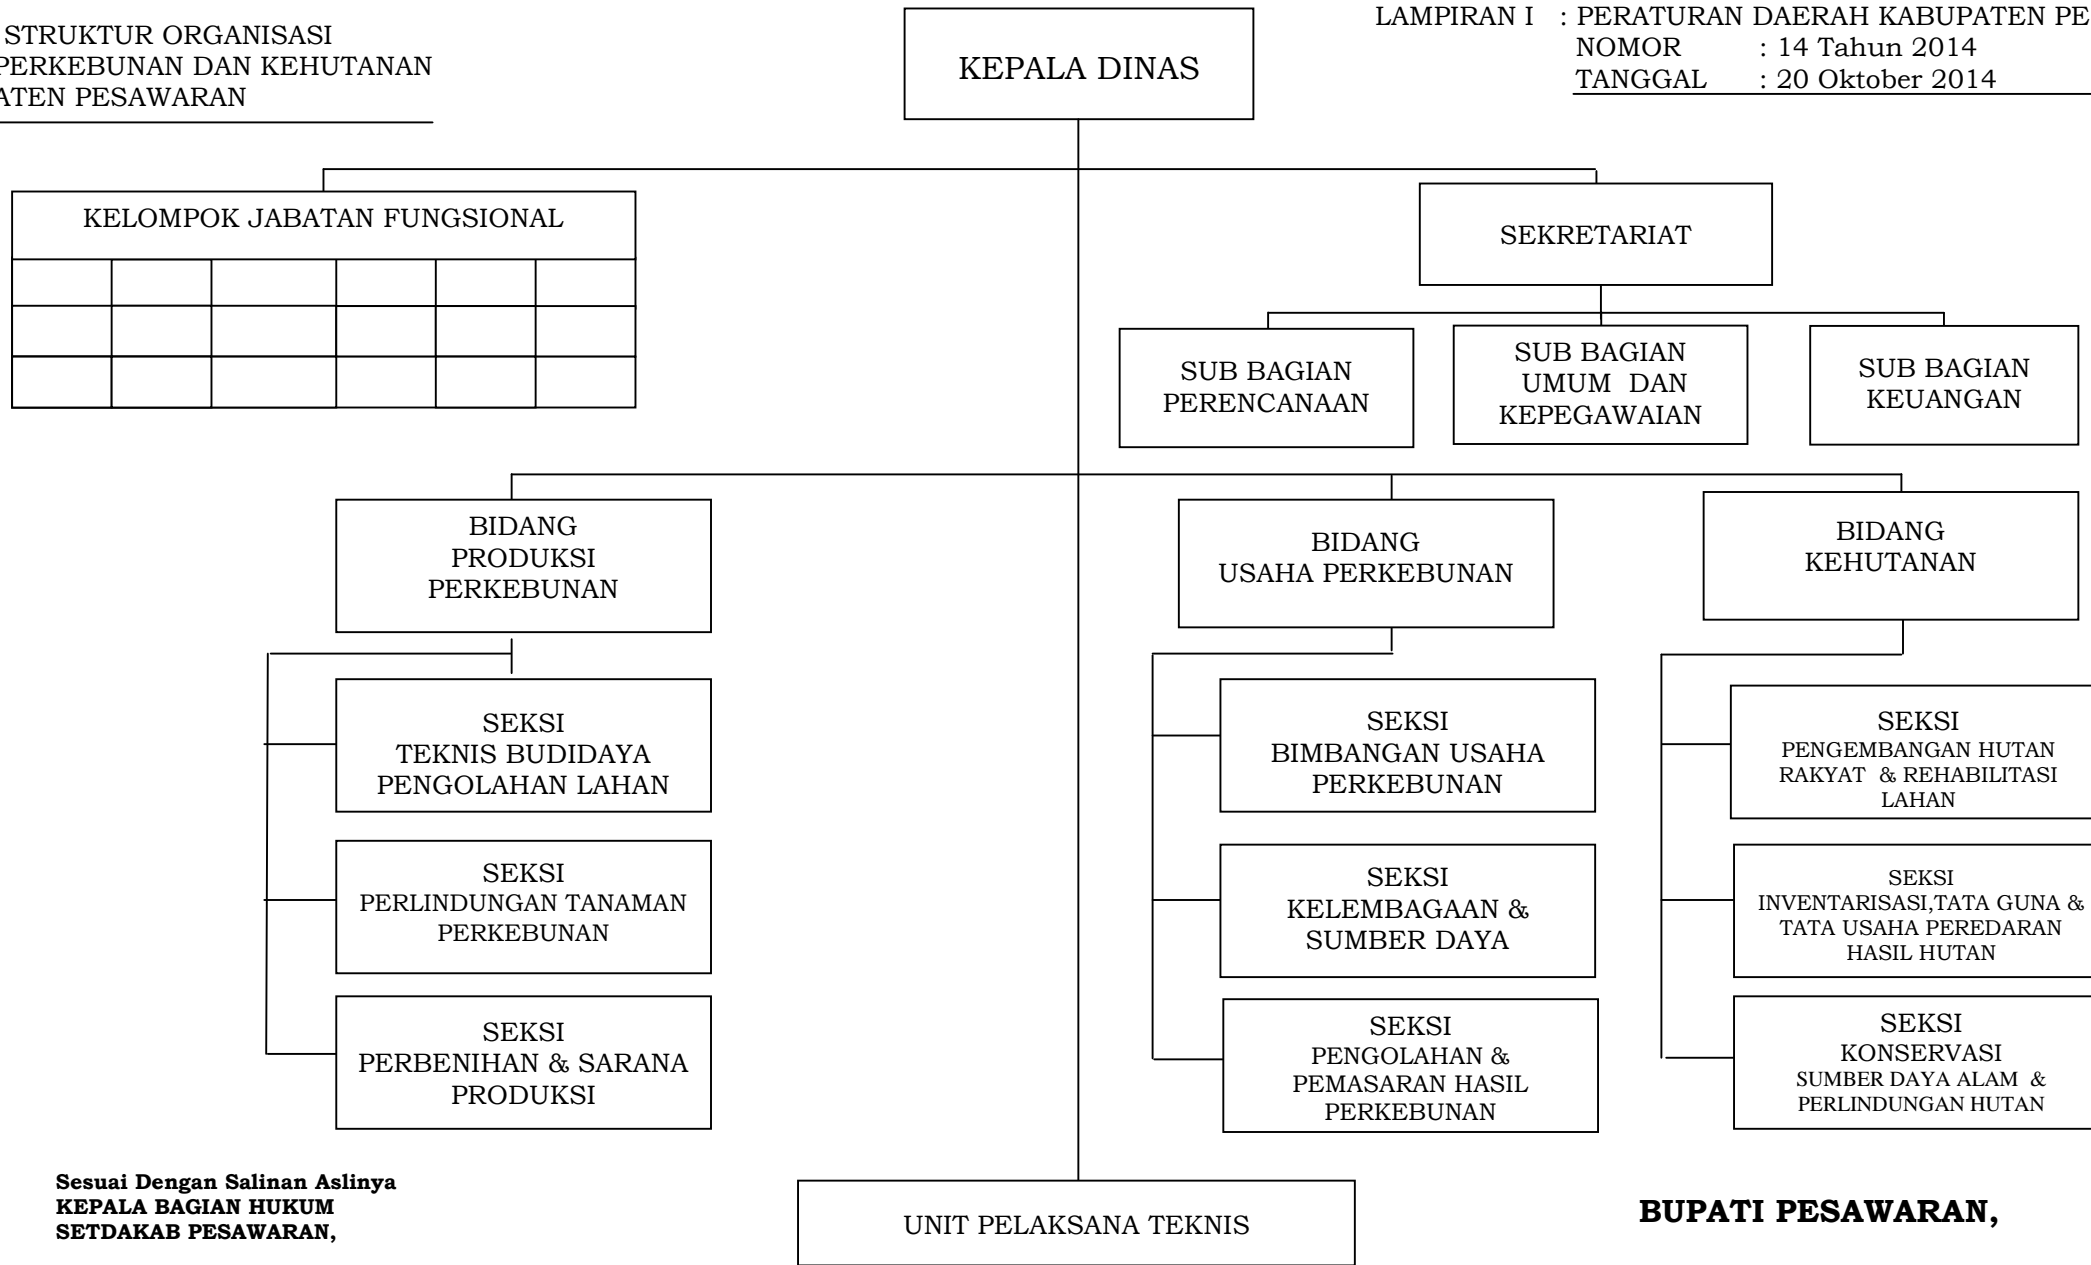 STRUKTUR ORGANISASI
PERKEBUNAN DAN KEHUTANAN
ATEN PESAWARAN
KEPALA DINAS
LAMPIRAN I : PERATURAN DAERAH KABUPATEN PE
NOMOR : 14 Tahun 2014
TANGGAL : 20 Oktober 2014
KELOMPOK JABATAN FUNGSIONAL
SEKRETARIAT
SUB BAGIAN
PERENCANAAN
SUB BAGIAN
UMUM DAN
KEPEGAWAIAN
SUB BAGIAN
KEUANGAN
BIDANG
PRODUKSI
PERKEBUNAN
BIDANG
USAHA PERKEBUNAN
BIDANG
KEHUTANAN
SEKSI
TEKNIS BUDIDAYA
PENGOLAHAN LAHAN
SEKSI
BIMBANGAN USAHA
PERKEBUNAN
SEKSI
PENGEMBANGAN HUTAN
RAKYAT & REHABILITASI
LAHAN
SEKSI
PERLINDUNGAN TANAMAN
PERKEBUNAN
SEKSI
KELEMBAGAAN &
SUMBER DAYA
SEKSI
INVENTARISASI,TATA GUNA &
TATA USAHA PEREDARAN
HASIL HUTAN
SEKSI
PERBENIHAN & SARANA
PRODUKSI
SEKSI
PENGOLAHAN &
PEMASARAN HASIL
PERKEBUNAN
SEKSI
KONSERVASI
SUMBER DAYA ALAM &
PERLINDUNGAN HUTAN
Sesuai Dengan Salinan Aslinya
KEPALA BAGIAN HUKUM
SETDAKAB PESAWARAN,
UNIT PELAKSANA TEKNIS
BUPATI PESAWARAN,